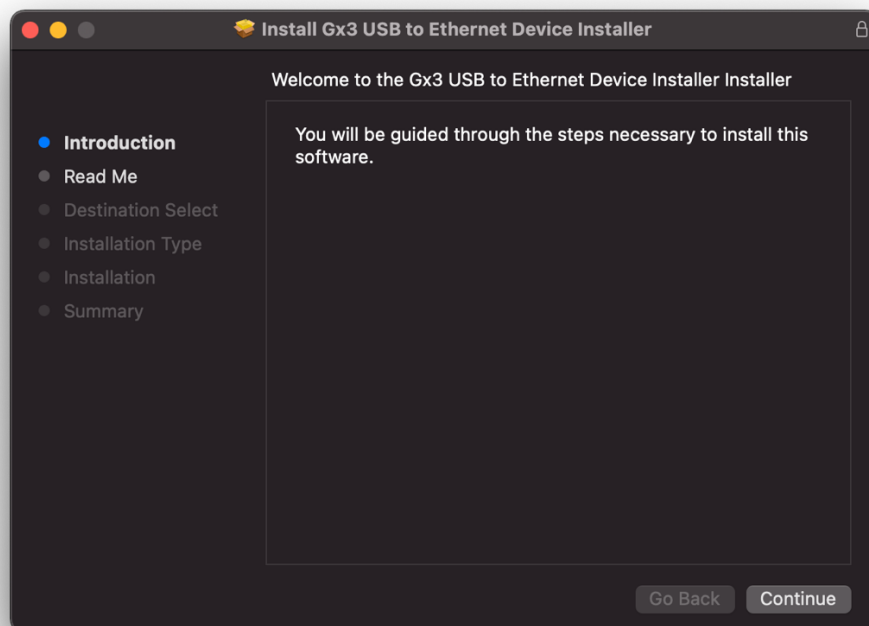 Install Gx3 USB to Ethernet Device Installer
Welcome to the Gx3 USB to Ethernet Device Installer Installer
Introduction
Read Me
Destination Select
Installation Type
Installation
Summary
You will be guided through the steps necessary to install this
software.
Go Back
Continue